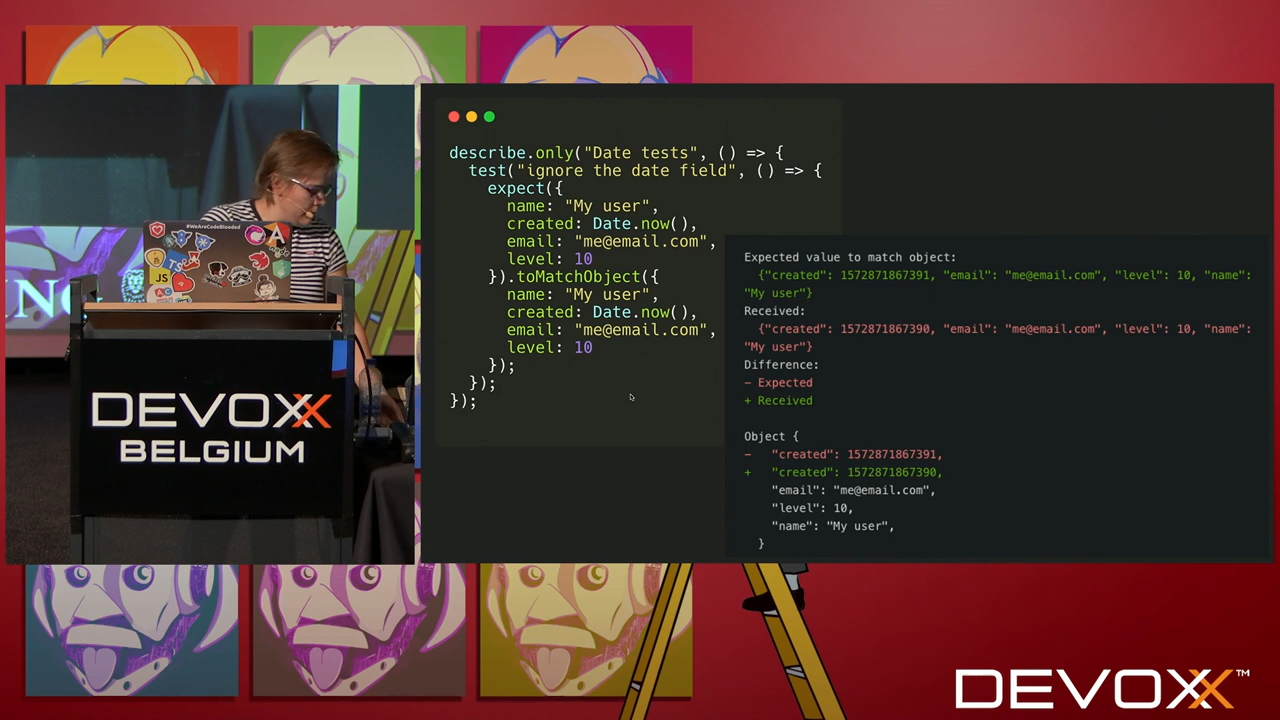 #WeAreCodeBlooded
JS
TS
A
DEVOXX
BELGIUM
describe.only("Date tests", () => {
test("ignore the date field", () => {
expect({
name: "My user",
created: Date.now(),
email: "me@email.com",
level: 10
}).toMatchObject({
name: "My user",
created: Date.now(),
email: "me@email.com",
level: 10
});
});
});
Expected value to match object:
{"created": 1572871867391, "email": "me@email.com", "level": 10, "name":
"My user"}
Received:
{"created": 1572871867390, "email": "me@email.com", "level": 10, "name":
"My user"}
Difference:
- Expected
+ Received
Object {
- "created": 1572871867391,
+ "created": 1572871867390,
"email": "me@email.com",
"level": 10,
"name": "My user",
}
DEVOXX™